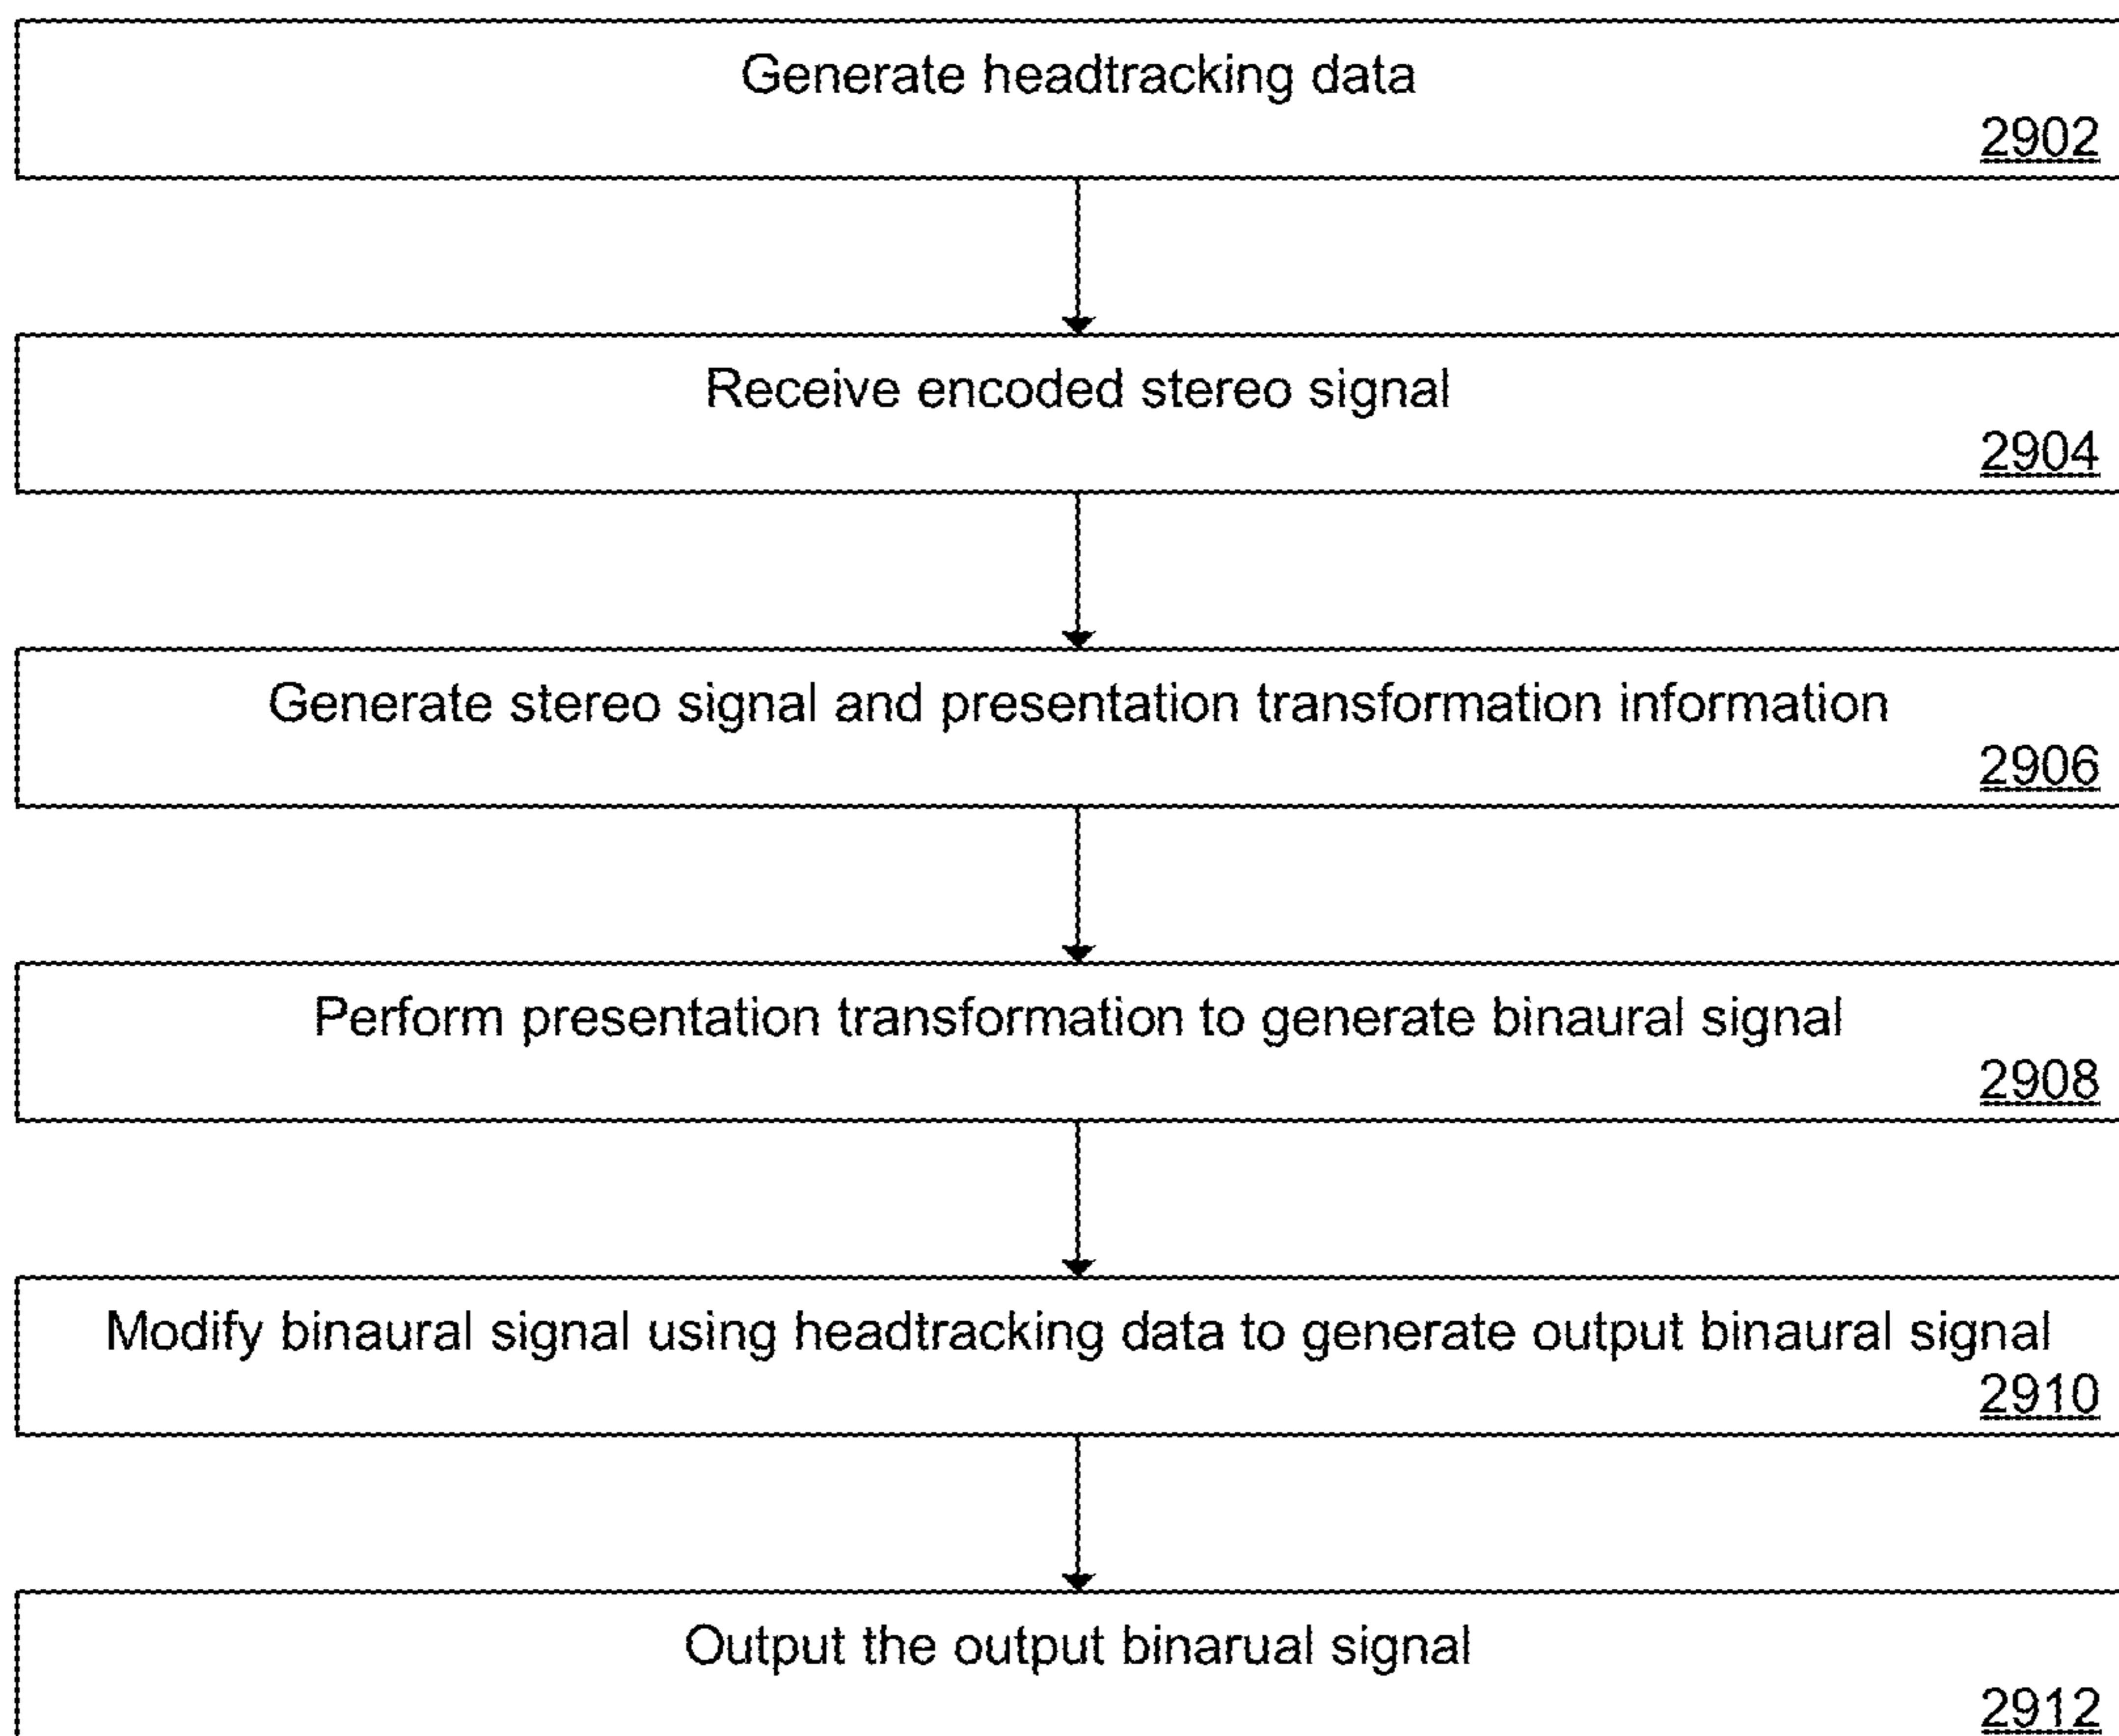 Generate headtracking data
2902
Receive encoded stereo signal
2904
Generate stereo signal and presentation transformation information
2906
Perform presentation transformation to generate binaural signal
2908
Modify binaural signal using headtracking data to generate output binaural signal
2910
Output the output binarual signal
2912